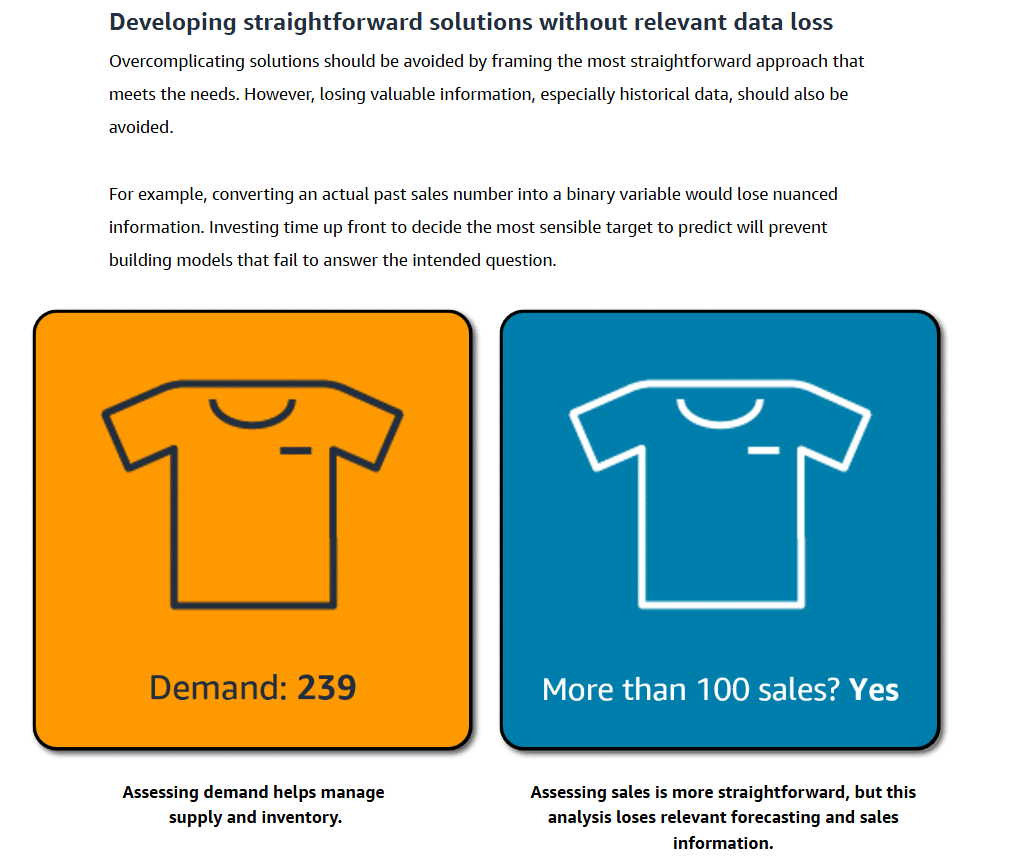 Developing straightforward solutions without relevant data loss
Overcomplicating solutions should be avoided by framing the most straightforward approach that
meets the needs. However, losing valuable information, especially historical data, should also be
avoided.
For example, converting an actual past sales number into a binary variable would lose nuanced
information. Investing time up front to decide the most sensible target to predict will prevent
building models that fail to answer the intended question.
Demand: 239
More than 100 sales? Yes
Assessing demand helps manage
supply and inventory.
Assessing sales is more straightforward, but this
analysis loses relevant forecasting and sales
information.